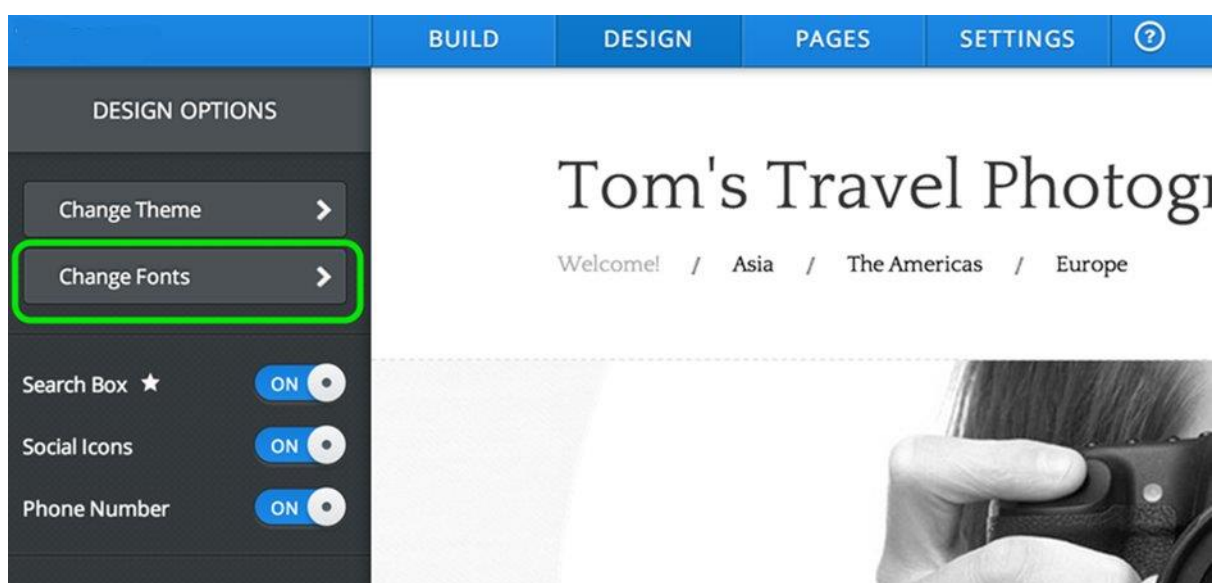 BUILD DESIGN PAGES SETTINGS ?
DESIGN OPTIONS
Change Theme
Change Fonts
Search Box ON
Social Icons ON
Phone Number ON
Tom's Travel Photogr
Welcome! / Asia / The Americas / Europe